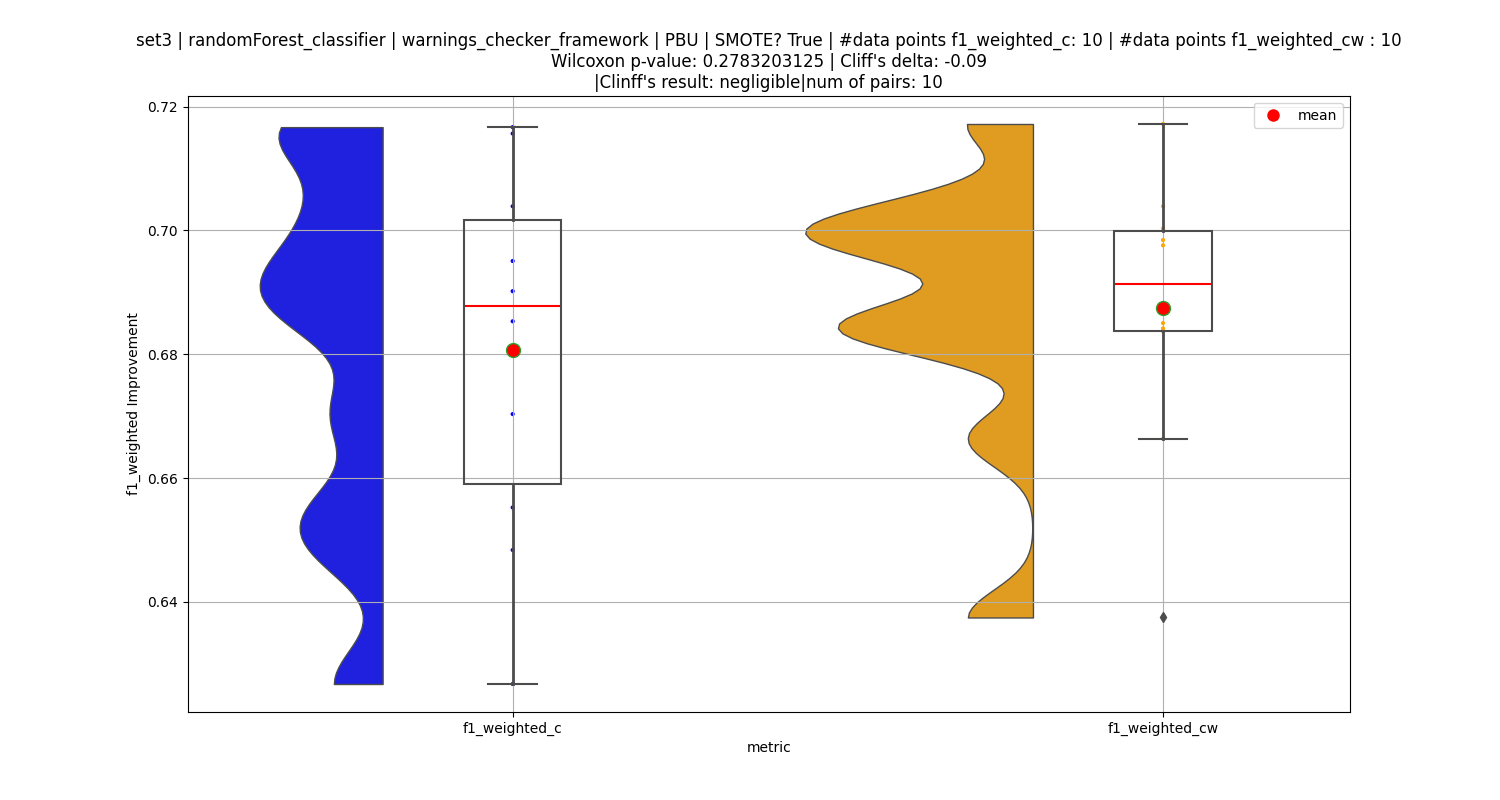 set3 | randomForest_classifier | warnings_checker_framework | PBU | SMOTE? True | #data points f1_weighted_c: 10 | #data points f1_weighted_cw : 10
Wilcoxon p-value: 0.2783203125 | Cliff's delta: -0.09
|Clinff's result: negligible|num of pairs: 10
mean
0.72
0.70
0.68
0.66
0.64
f1_weighted Improvement
f1_weighted_c
f1_weighted_cw
metric